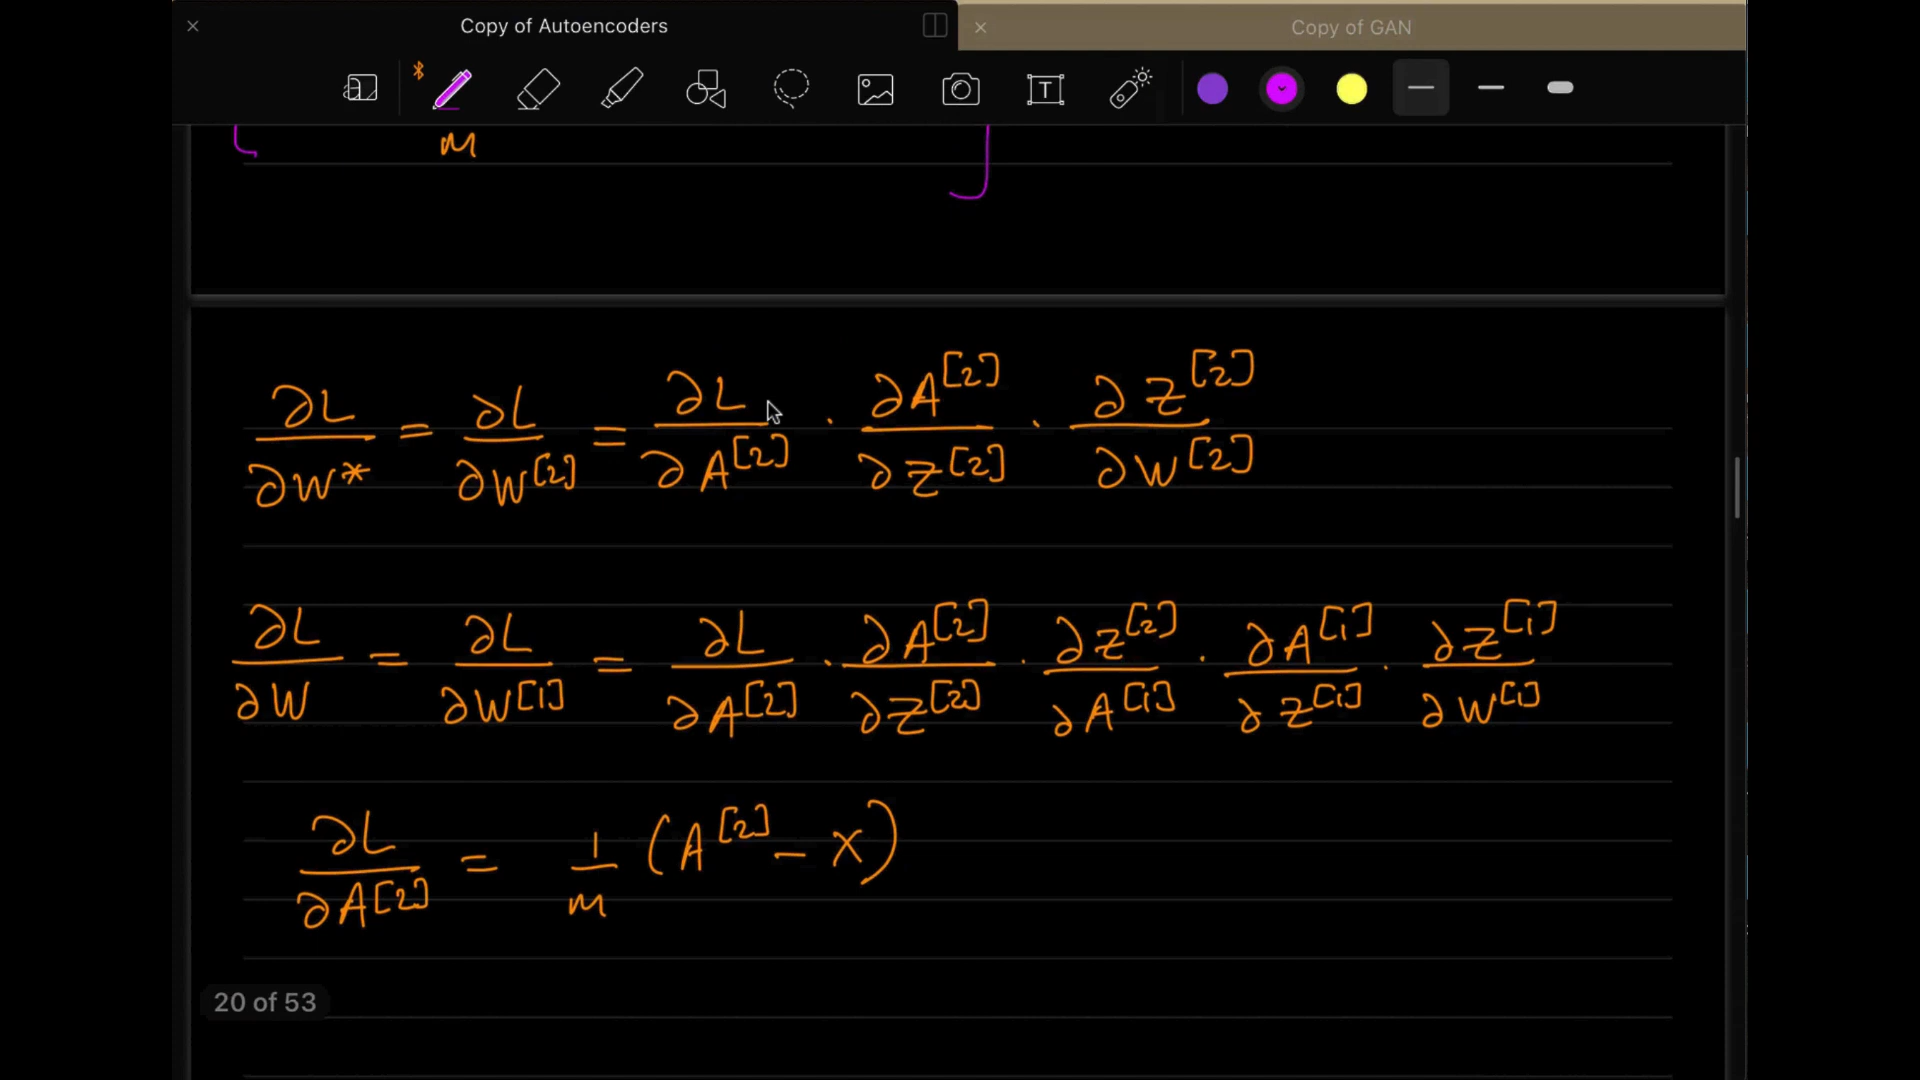 Copy of Autoencoders
Copy of GAN
m
∂L/∂W* = ∂L/∂W^[2] = ∂L/∂A^[2] · ∂A^[2]/∂Z^[2] · ∂Z^[2]/∂W^[2]
∂L/∂W = ∂L/∂W^[1] = ∂L/∂A^[2] · ∂A^[2]/∂Z^[2] · ∂Z^[2]/∂A^[1] · ∂A^[1]/∂Z^[1] · ∂Z^[1]/∂W^[1]
∂L/∂A^[2] = 1/m (A^[2] - X)
20 of 53